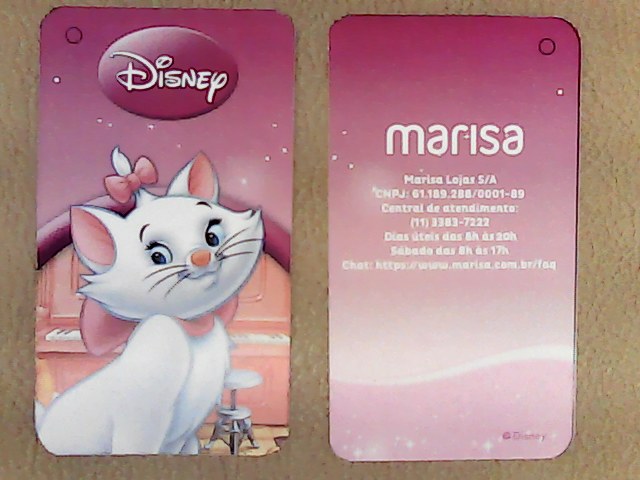 Disney
marisa
Marisa Lojas S/A
CNPJ: 61.189.288/0001-89
Central de atendimento:
(11) 3383-7222
Dias úteis das 8h às 20h
Sábado das 8h às 17h
Chat: https://www.marisa.com.br/faq
© Disney